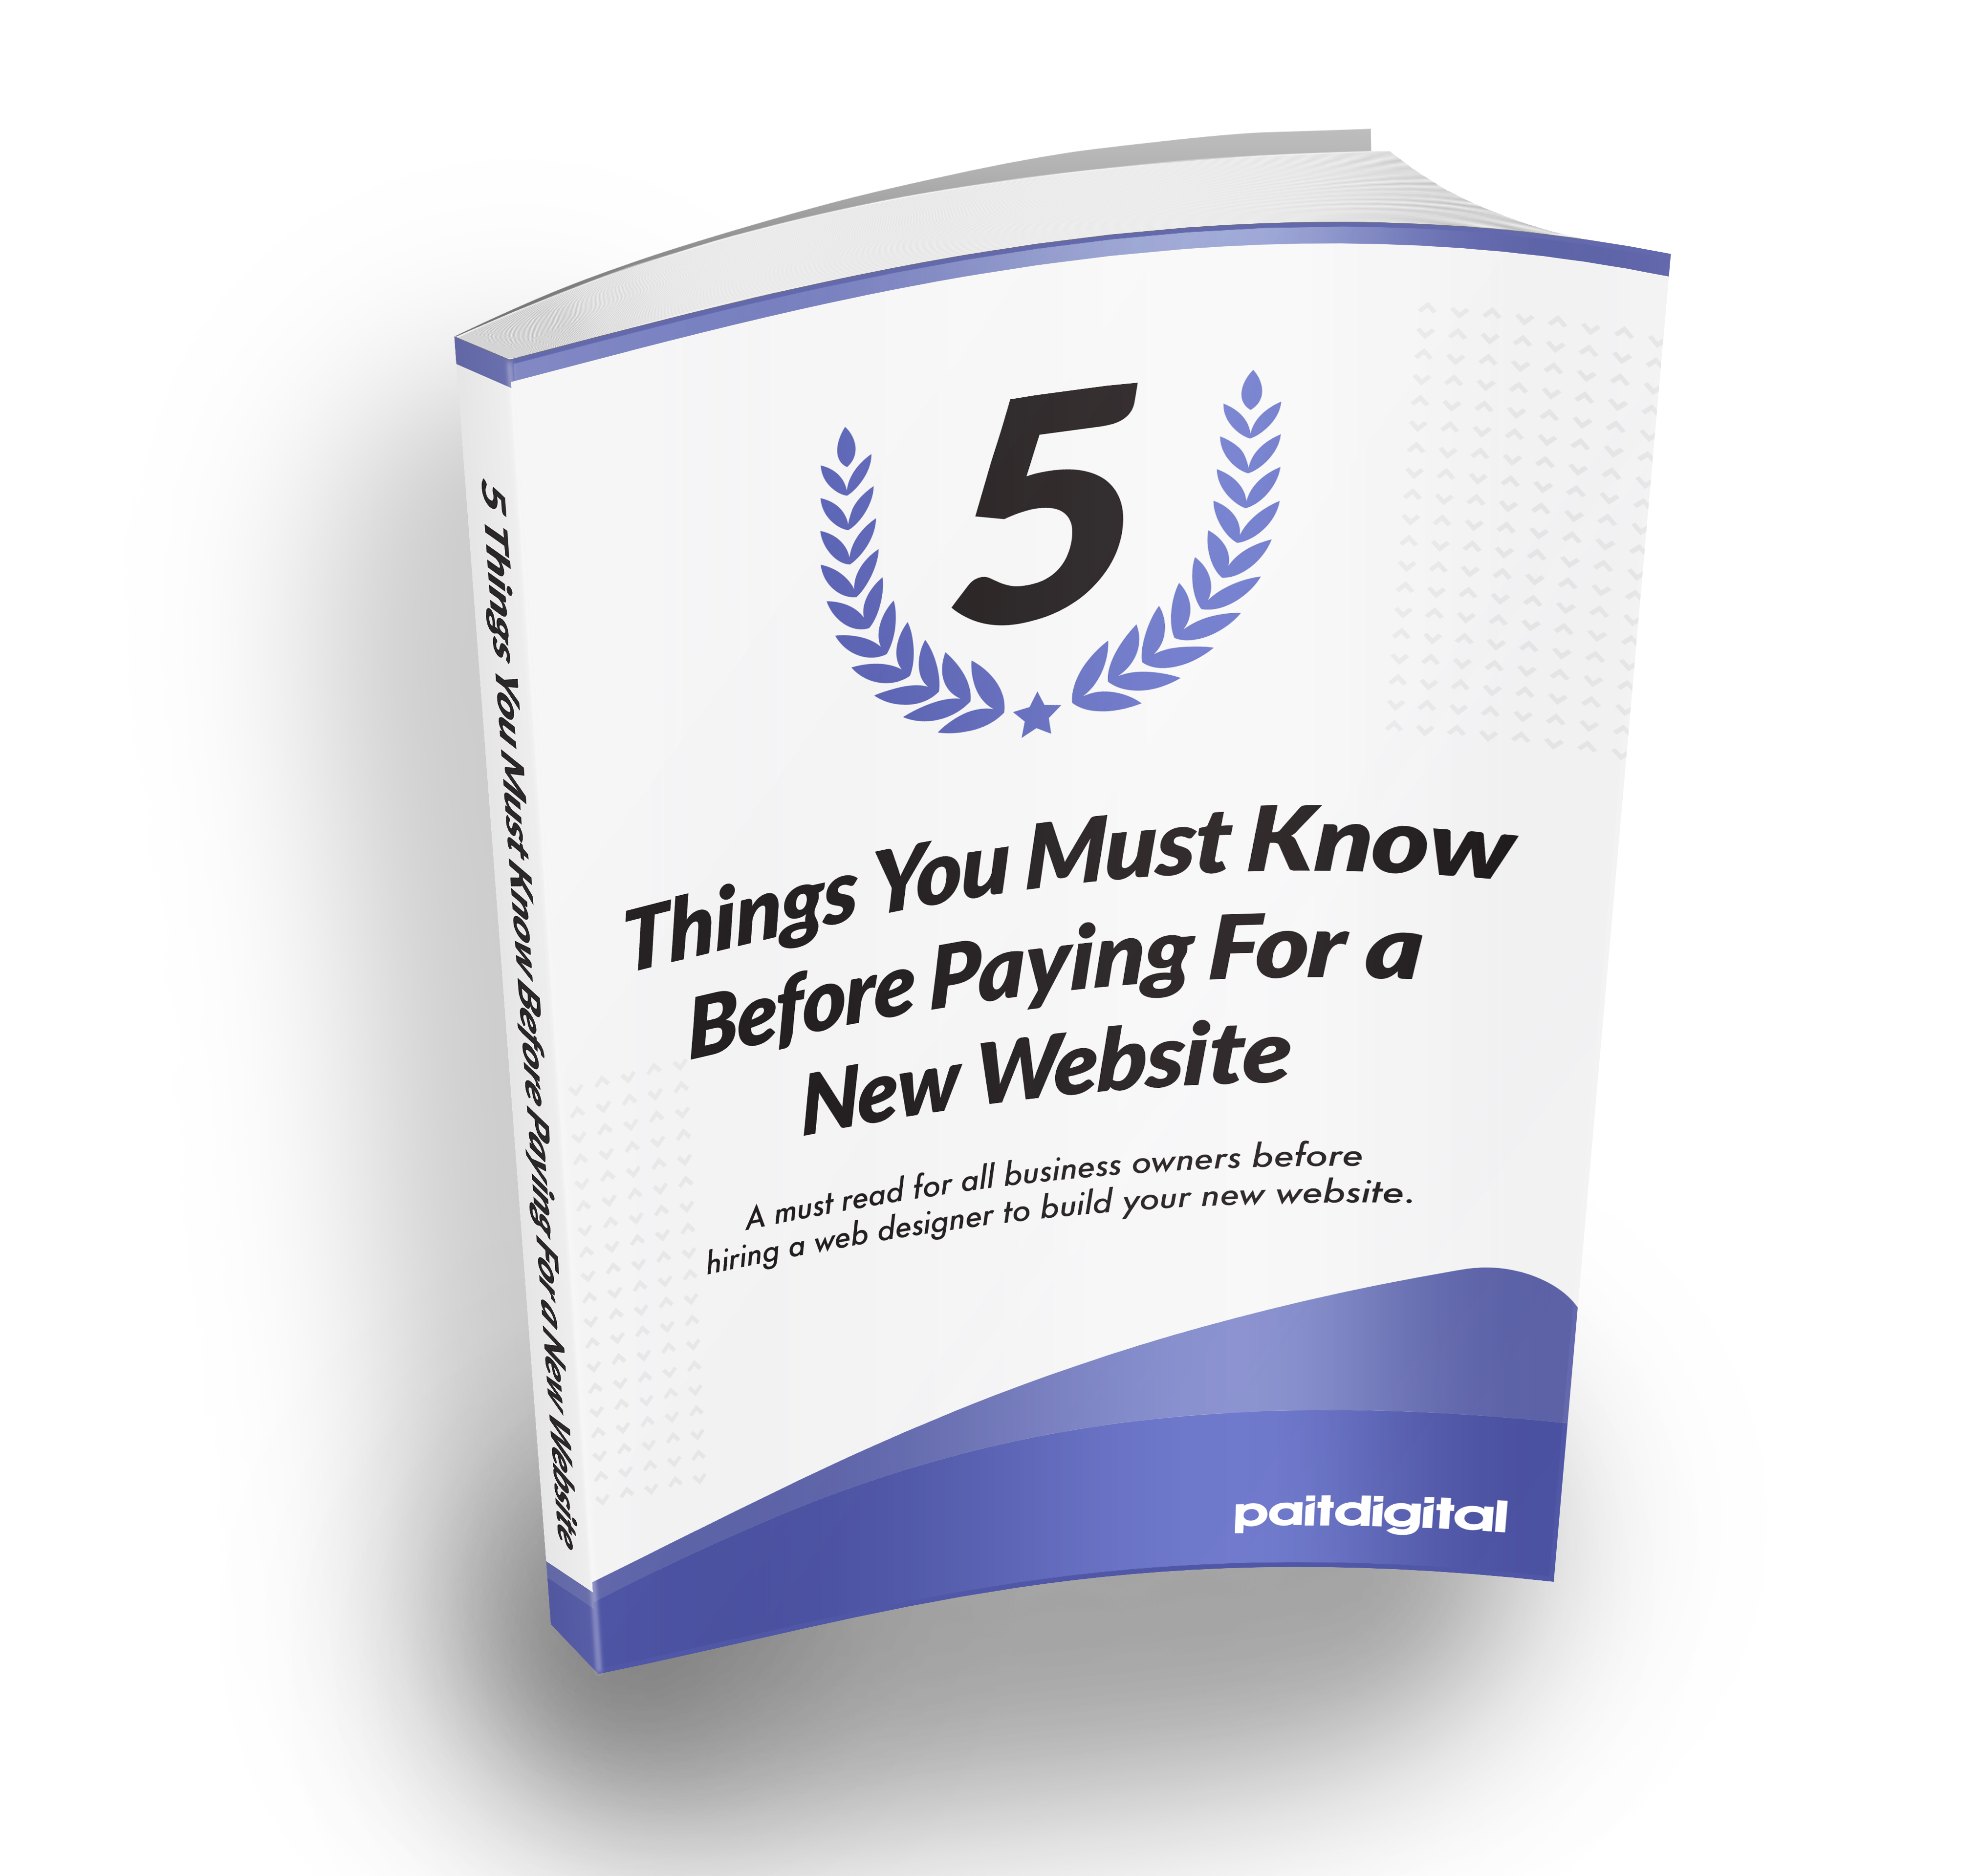 5 Things You Must Know Before Paying For a New Website
5
Things You Must Know
Before Paying For a
New Website
A must read for all business owners before
hiring a web designer to build your new website.
paitdigital